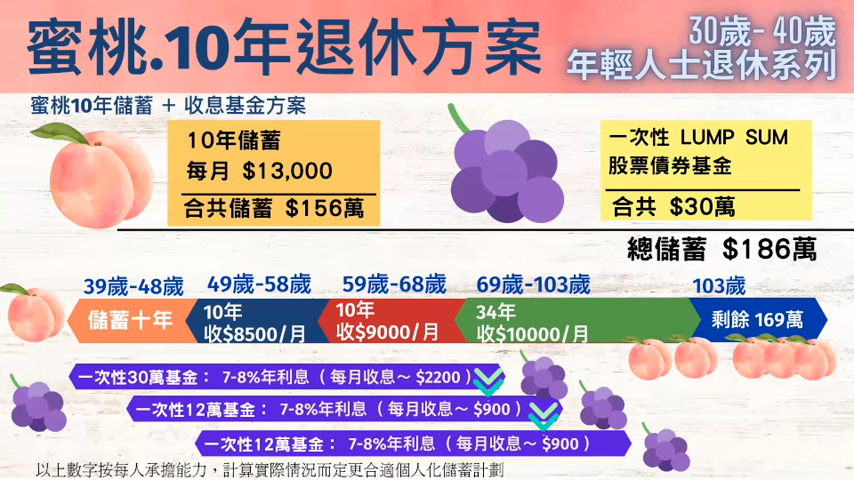 蜜桃.10年退休方案
30歲- 40歲
年輕人士退休系列
蜜桃10年儲蓄 + 收息基金方案
10年儲蓄
每月 $13,000
合共儲蓄 $156萬
一次性 LUMP SUM
股票債券基金
合共 $30萬
總儲蓄 $186萬
39歲-48歲
49歲-58歲
59歲-68歲
69歲-103歲
103歲
儲蓄十年
10年
收$8500/月
10年
收$9000/月
34年
收$10000/月
剩餘 169萬
一次性30萬基金： 7-8%年利息（每月收息～ $2200 ）
一次性12萬基金： 7-8%年利息（每月收息～ $900 ）
一次性12萬基金： 7-8%年利息（每月收息～ $900 ）
以上數字按每人承擔能力，計算實際情況而定更合適個人化儲蓄計劃